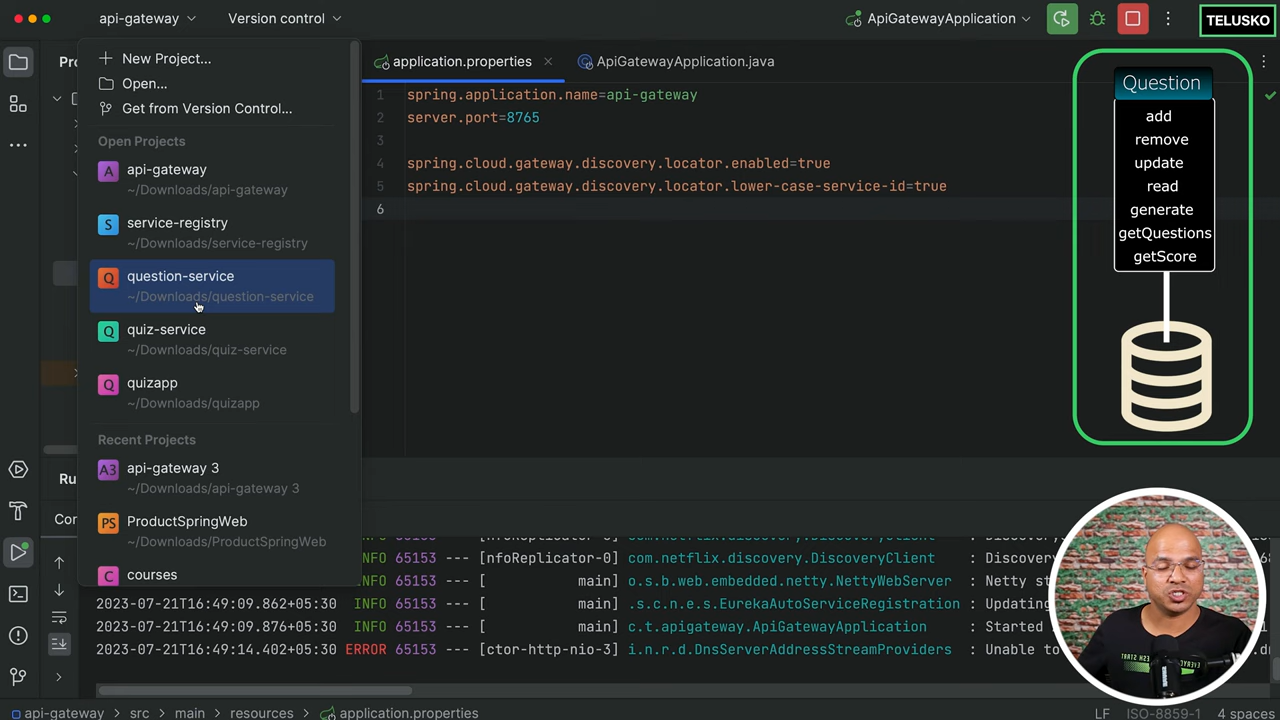 api-gateway
Version control
ApiGatewayApplication
TELUSKO
New Project...
Open...
Get from Version Control...
Open Projects
A
api-gateway
~/Downloads/api-gateway
S
service-registry
~/Downloads/service-registry
Q
question-service
~/Downloads/question-service
Q
quiz-service
~/Downloads/quiz-service
Q
quizapp
~/Downloads/quizapp
Recent Projects
A3
api-gateway 3
~/Downloads/api-gateway 3
PS
ProductSpringWeb
~/Downloads/ProductSpringWeb
C
courses
application.properties
ApiGatewayApplication.java
1 spring.application.name=api-gateway
2 server.port=8765
3
4 spring.cloud.gateway.discovery.locator.enabled=true
5 spring.cloud.gateway.discovery.locator.lower-case-service-id=true
6
Question
add
remove
update
read
generate
getQuestions
getScore
INFO 65153 --- [nfoReplicator-0] com.netflix.discovery.DiscoveryClient : Discove
INFO 65153 --- [ main] o.s.b.web.embedded.netty.NettyWebServer : Netty st
2023-07-21T16:49:09.862+05:30 INFO 65153 --- [ main] .s.c.n.e.s.EurekaAutoServiceRegistration : Updating
2023-07-21T16:49:09.876+05:30 INFO 65153 --- [ main] c.t.apigateway.ApiGatewayApplication : Started
2023-07-21T16:49:14.402+05:30 ERROR 65153 --- [ctor-http-nio-3] i.n.r.d.DnsServerAddressStreamProviders : Unable to
api-gateway > src > main > resources > application.properties
LF ISO-8859-1 4 spaces